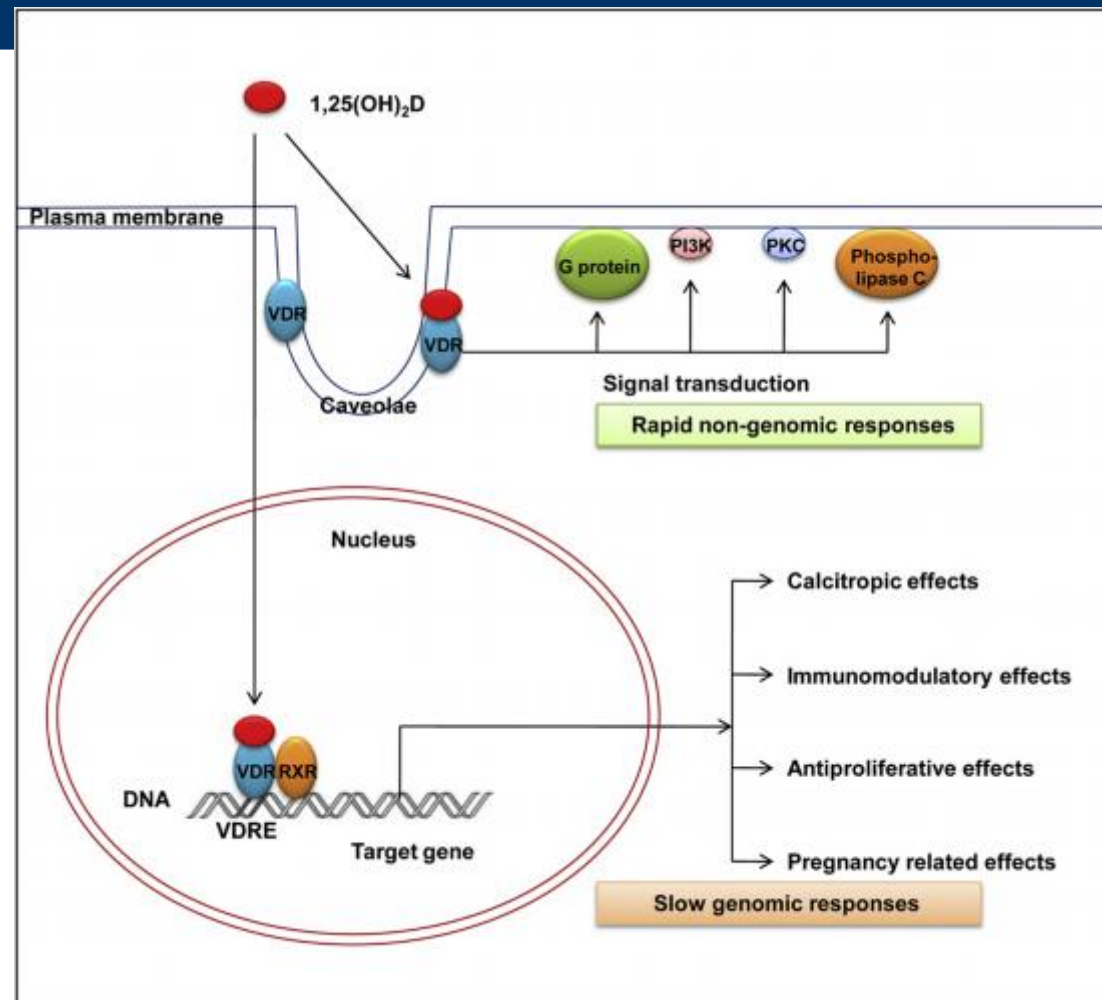 1,25(OH)₂D
Plasma membrane
VDR
VDR
Caveolae
G protein
PI3K
PKC
Phospho-
lipase C
Signal transduction
Rapid non-genomic responses
Nucleus
VDR
RXR
DNA
VDRE
Target gene
Calcitropic effects
Immunomodulatory effects
Antiproliferative effects
Pregnancy related effects
Slow genomic responses